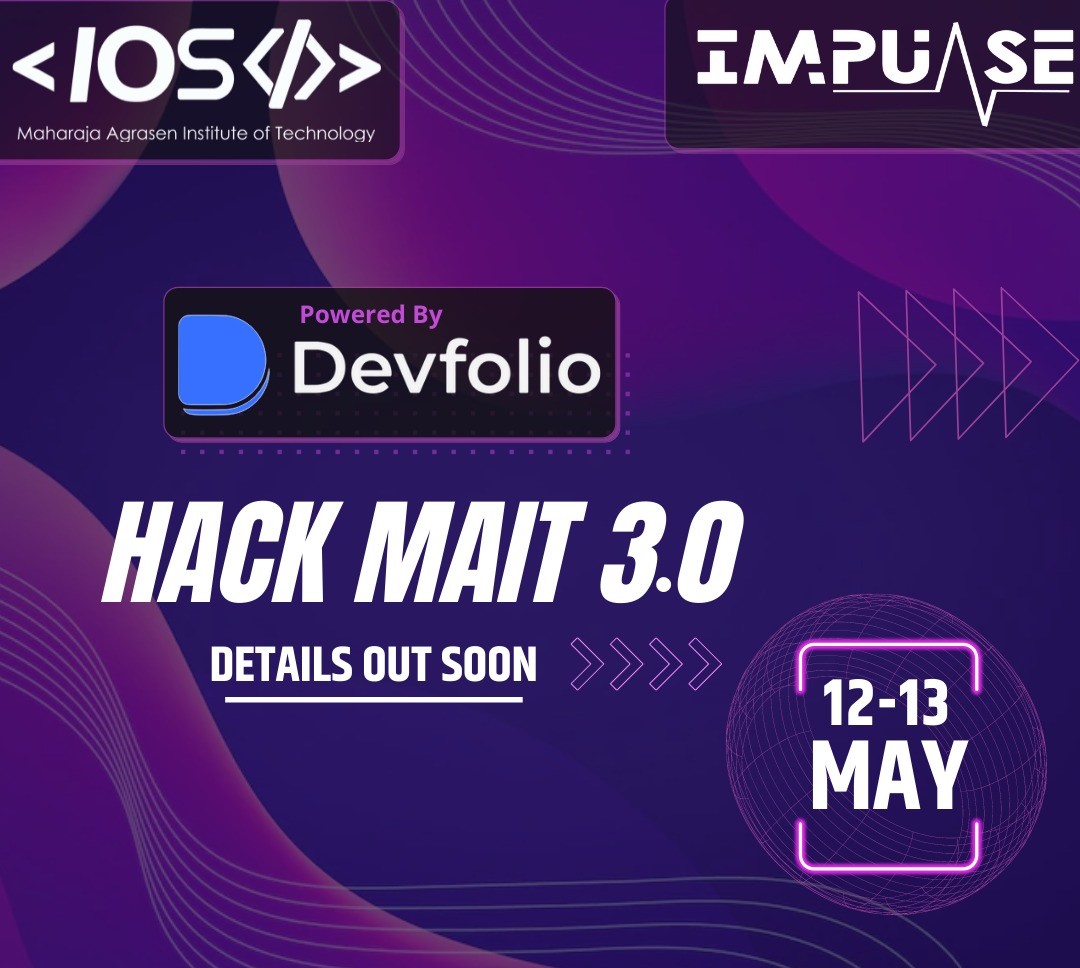 <IOS</>>
Maharaja Agrasen Institute of Technology
IMPULSE
Powered By
Devfolio
HACK MAIT 3.0
DETAILS OUT SOON
12-13
MAY